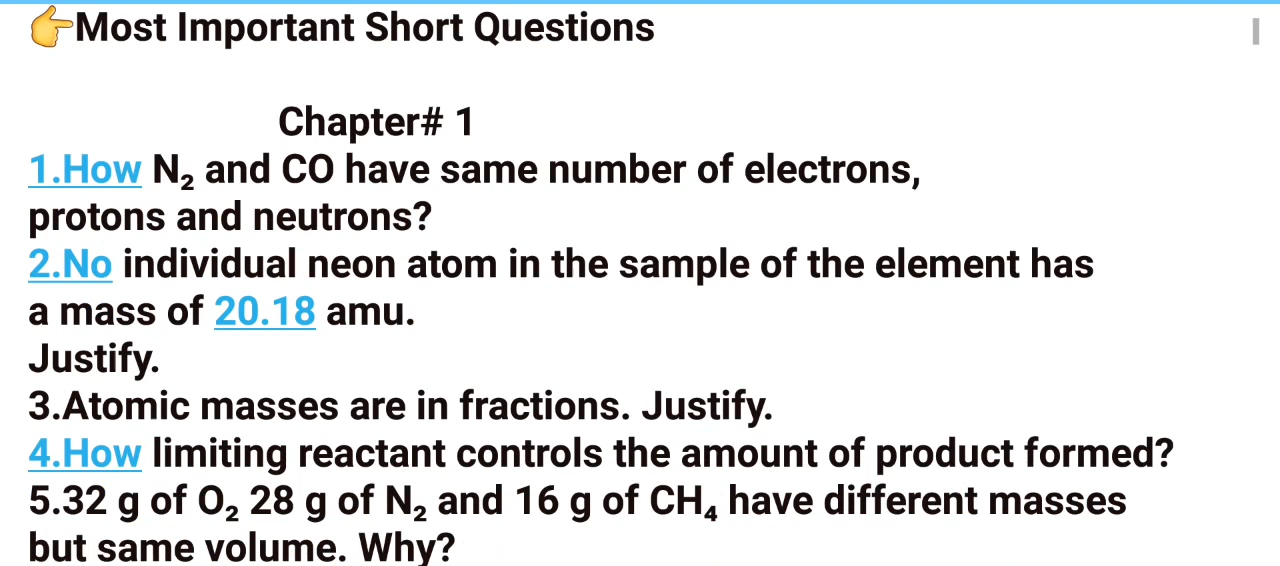 👉Most Important Short Questions
Chapter# 1
1.How N₂ and CO have same number of electrons,
protons and neutrons?
2.No individual neon atom in the sample of the element has
a mass of 20.18 amu.
Justify.
3.Atomic masses are in fractions. Justify.
4.How limiting reactant controls the amount of product formed?
5.32 g of O₂ 28 g of N₂ and 16 g of CH₄ have different masses
but same volume. Why?